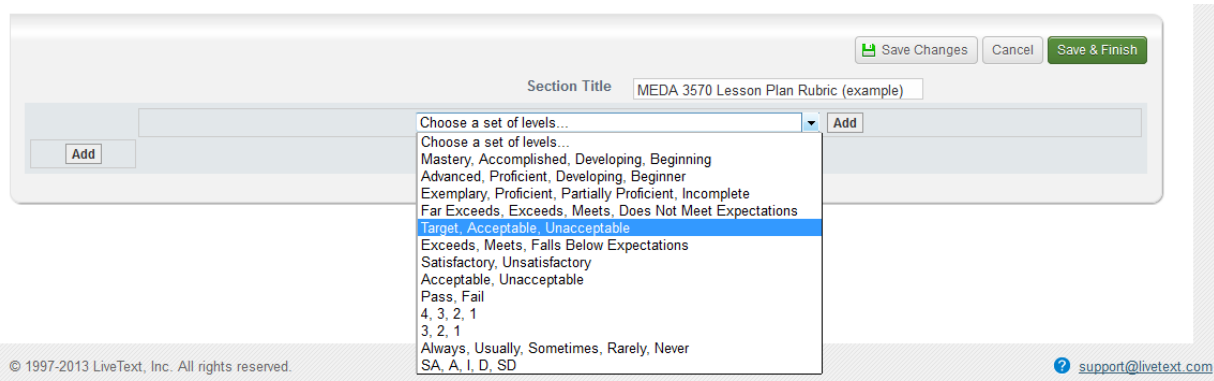 Save Changes Cancel Save & Finish
Section Title MEDA 3570 Lesson Plan Rubric (example)
Choose a set of levels... Add
Add
Choose a set of levels...
Mastery, Accomplished, Developing, Beginning
Advanced, Proficient, Developing, Beginner
Exemplary, Proficient, Partially Proficient, Incomplete
Far Exceeds, Exceeds, Meets, Does Not Meet Expectations
Target, Acceptable, Unacceptable
Exceeds, Meets, Falls Below Expectations
Satisfactory, Unsatisfactory
Acceptable, Unacceptable
Pass, Fail
4, 3, 2, 1
3, 2, 1
Always, Usually, Sometimes, Rarely, Never
SA, A, I, D, SD
© 1997-2013 LiveText, Inc. All rights reserved. ? support@livetext.com